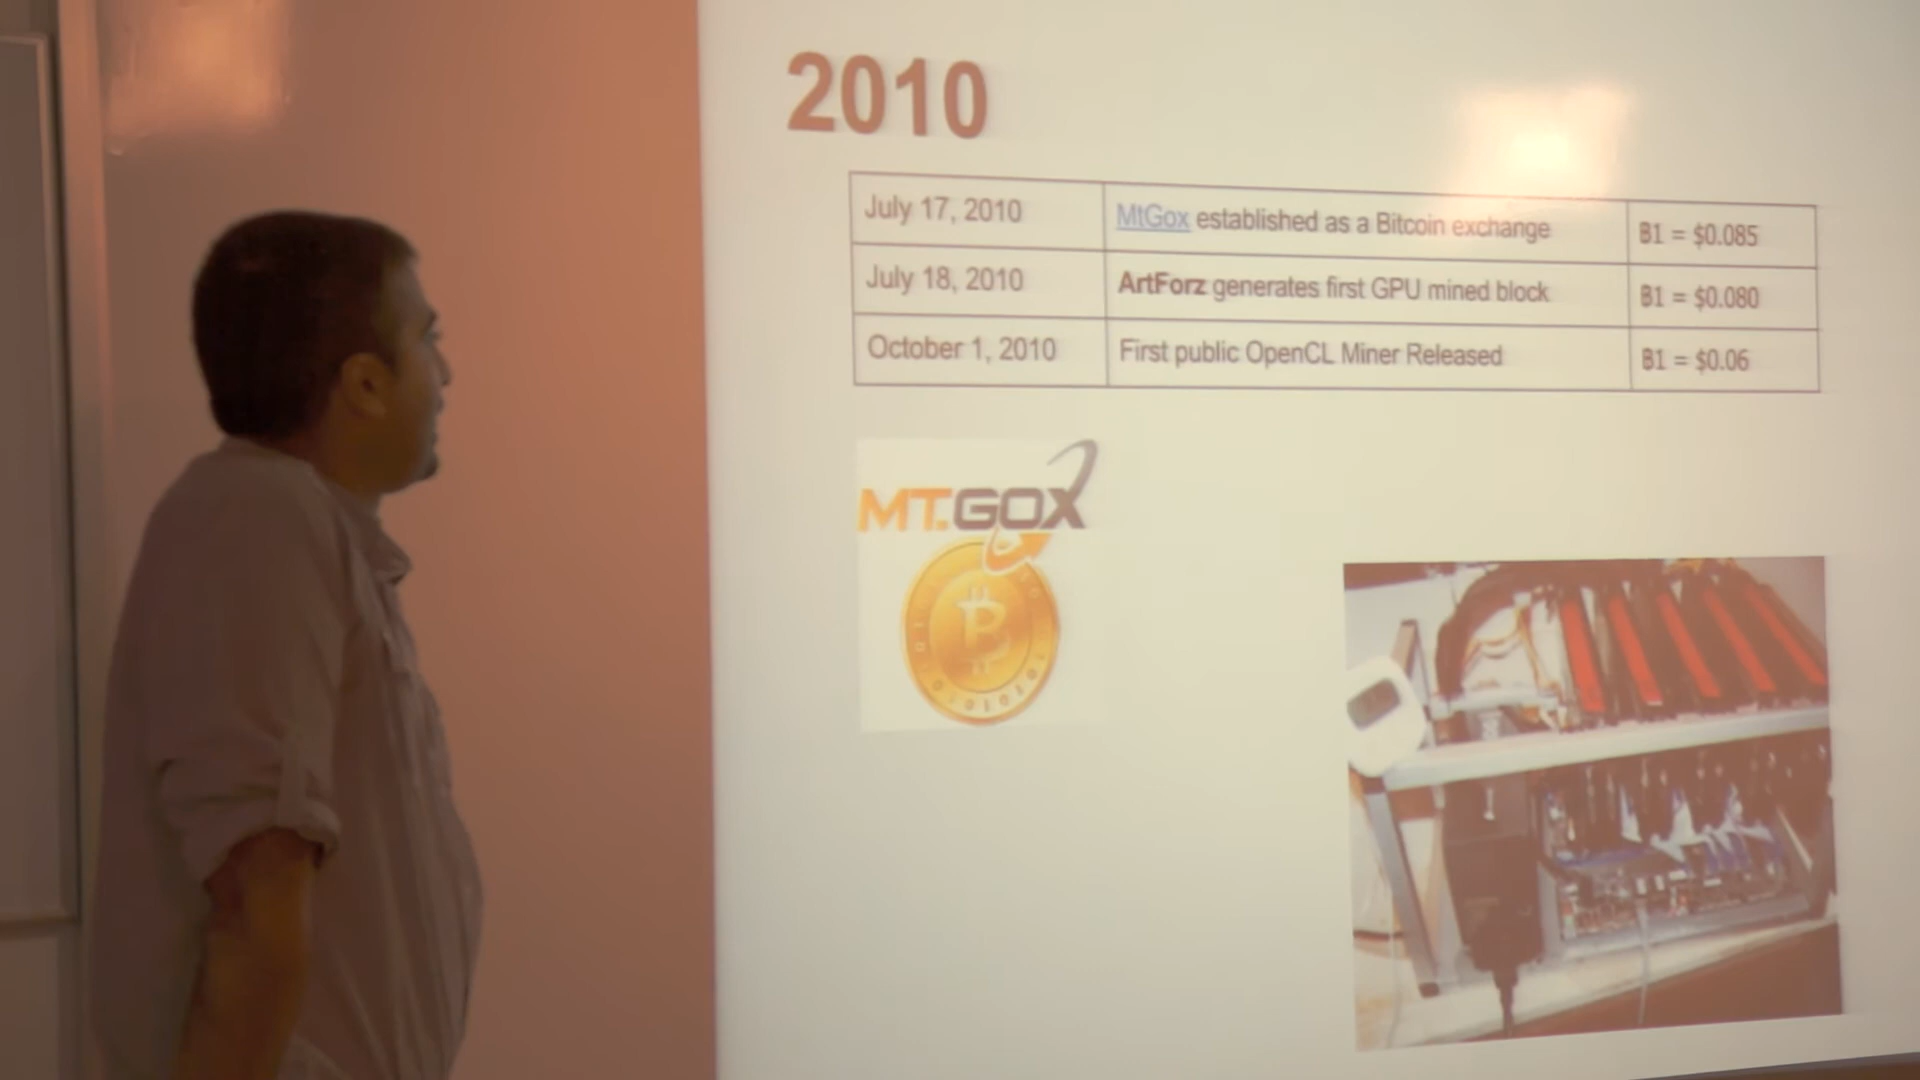 2010
July 17, 2010 MtGox established as a Bitcoin exchange B1 = $0.085
July 18, 2010 ArtForz generates first GPU mined block B1 = $0.080
October 1, 2010 First public OpenCL Miner Released B1 = $0.06
MT.GOX